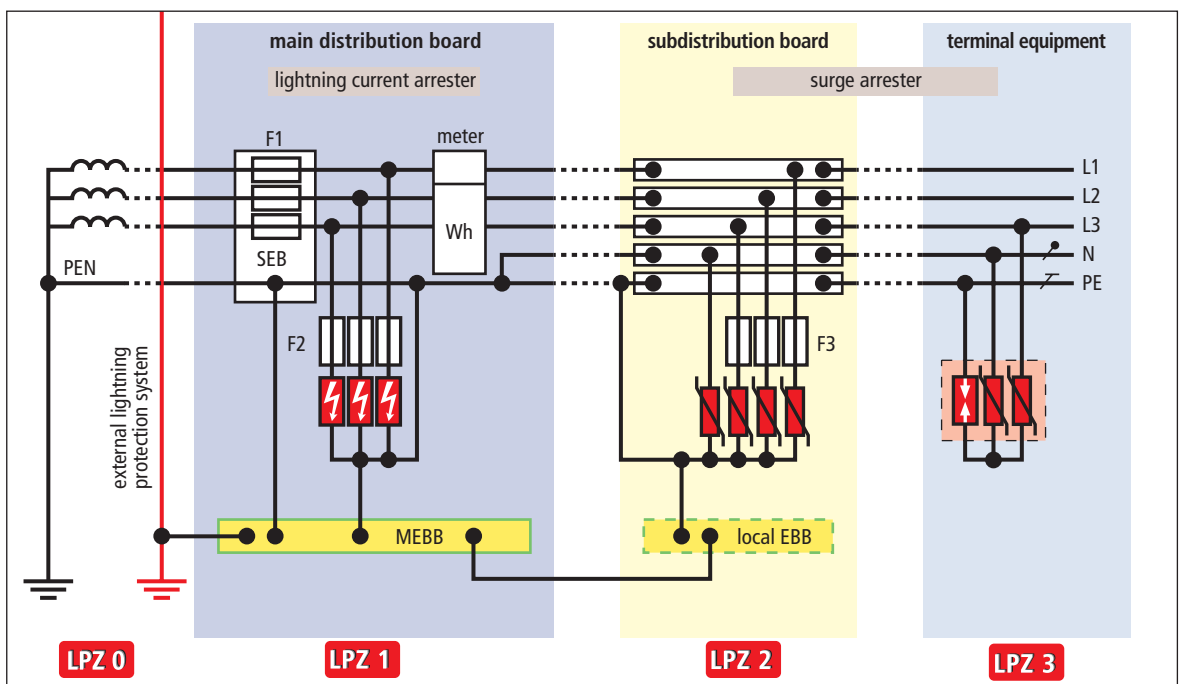 main distribution board
subdistribution board
terminal equipment
lightning current arrester
surge arrester
F1
meter
L1
L2
L3
Wh
SEB
N
PEN
PE
F2
F3
external lightning
protection system
MEBB
local EBB
LPZ 0
LPZ 1
LPZ 2
LPZ 3